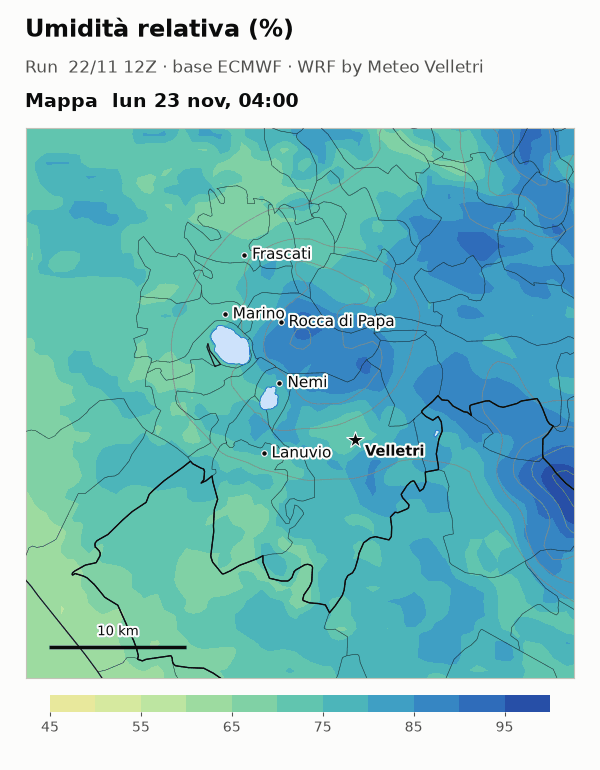 Umidità relativa (%)
Run  22/11 12Z · base ECMWF · WRF by Meteo Velletri
Mappa  lun 23 nov, 04:00
Frascati
Marino
Rocca di Papa
Nemi
Velletri
Lanuvio
10 km
45 55 65 75 85 95